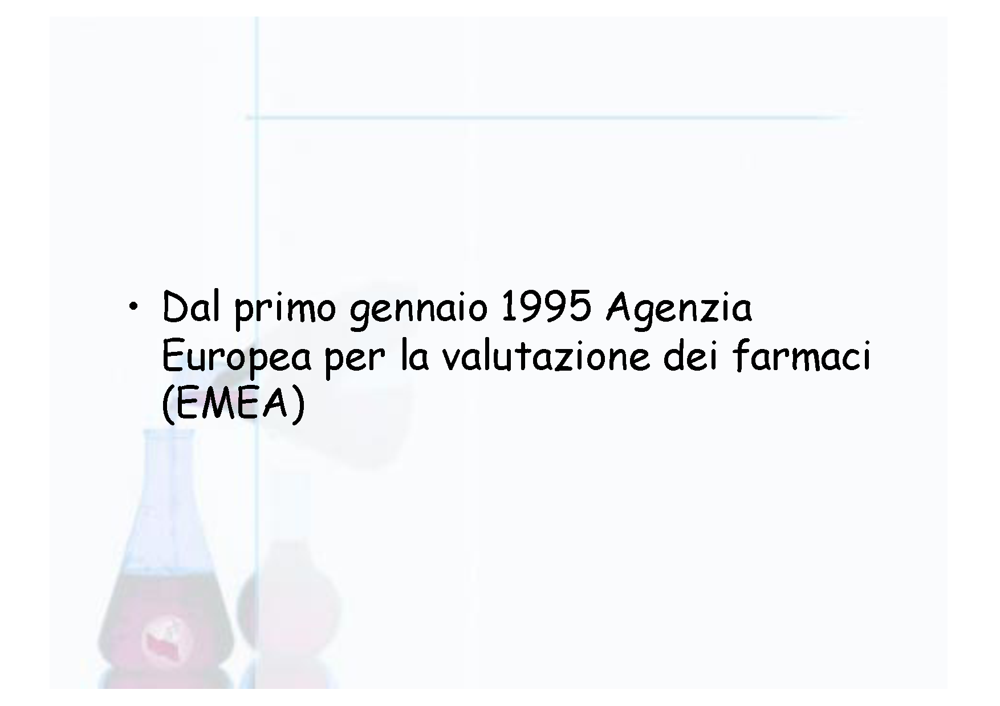 • Dal primo gennaio 1995 Agenzia
Europea per la valutazione dei farmaci
(EMEA)